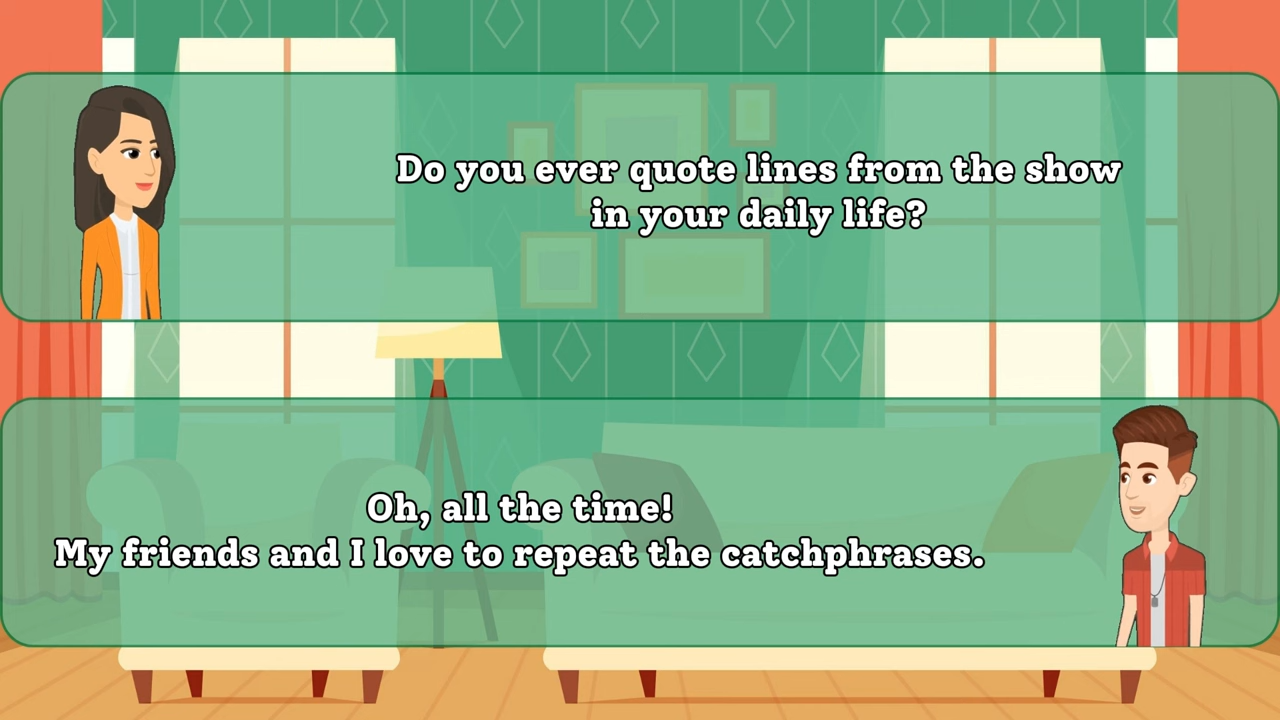 Do you ever quote lines from the show
in your daily life?
Oh, all the time!
My friends and I love to repeat the catchphrases.